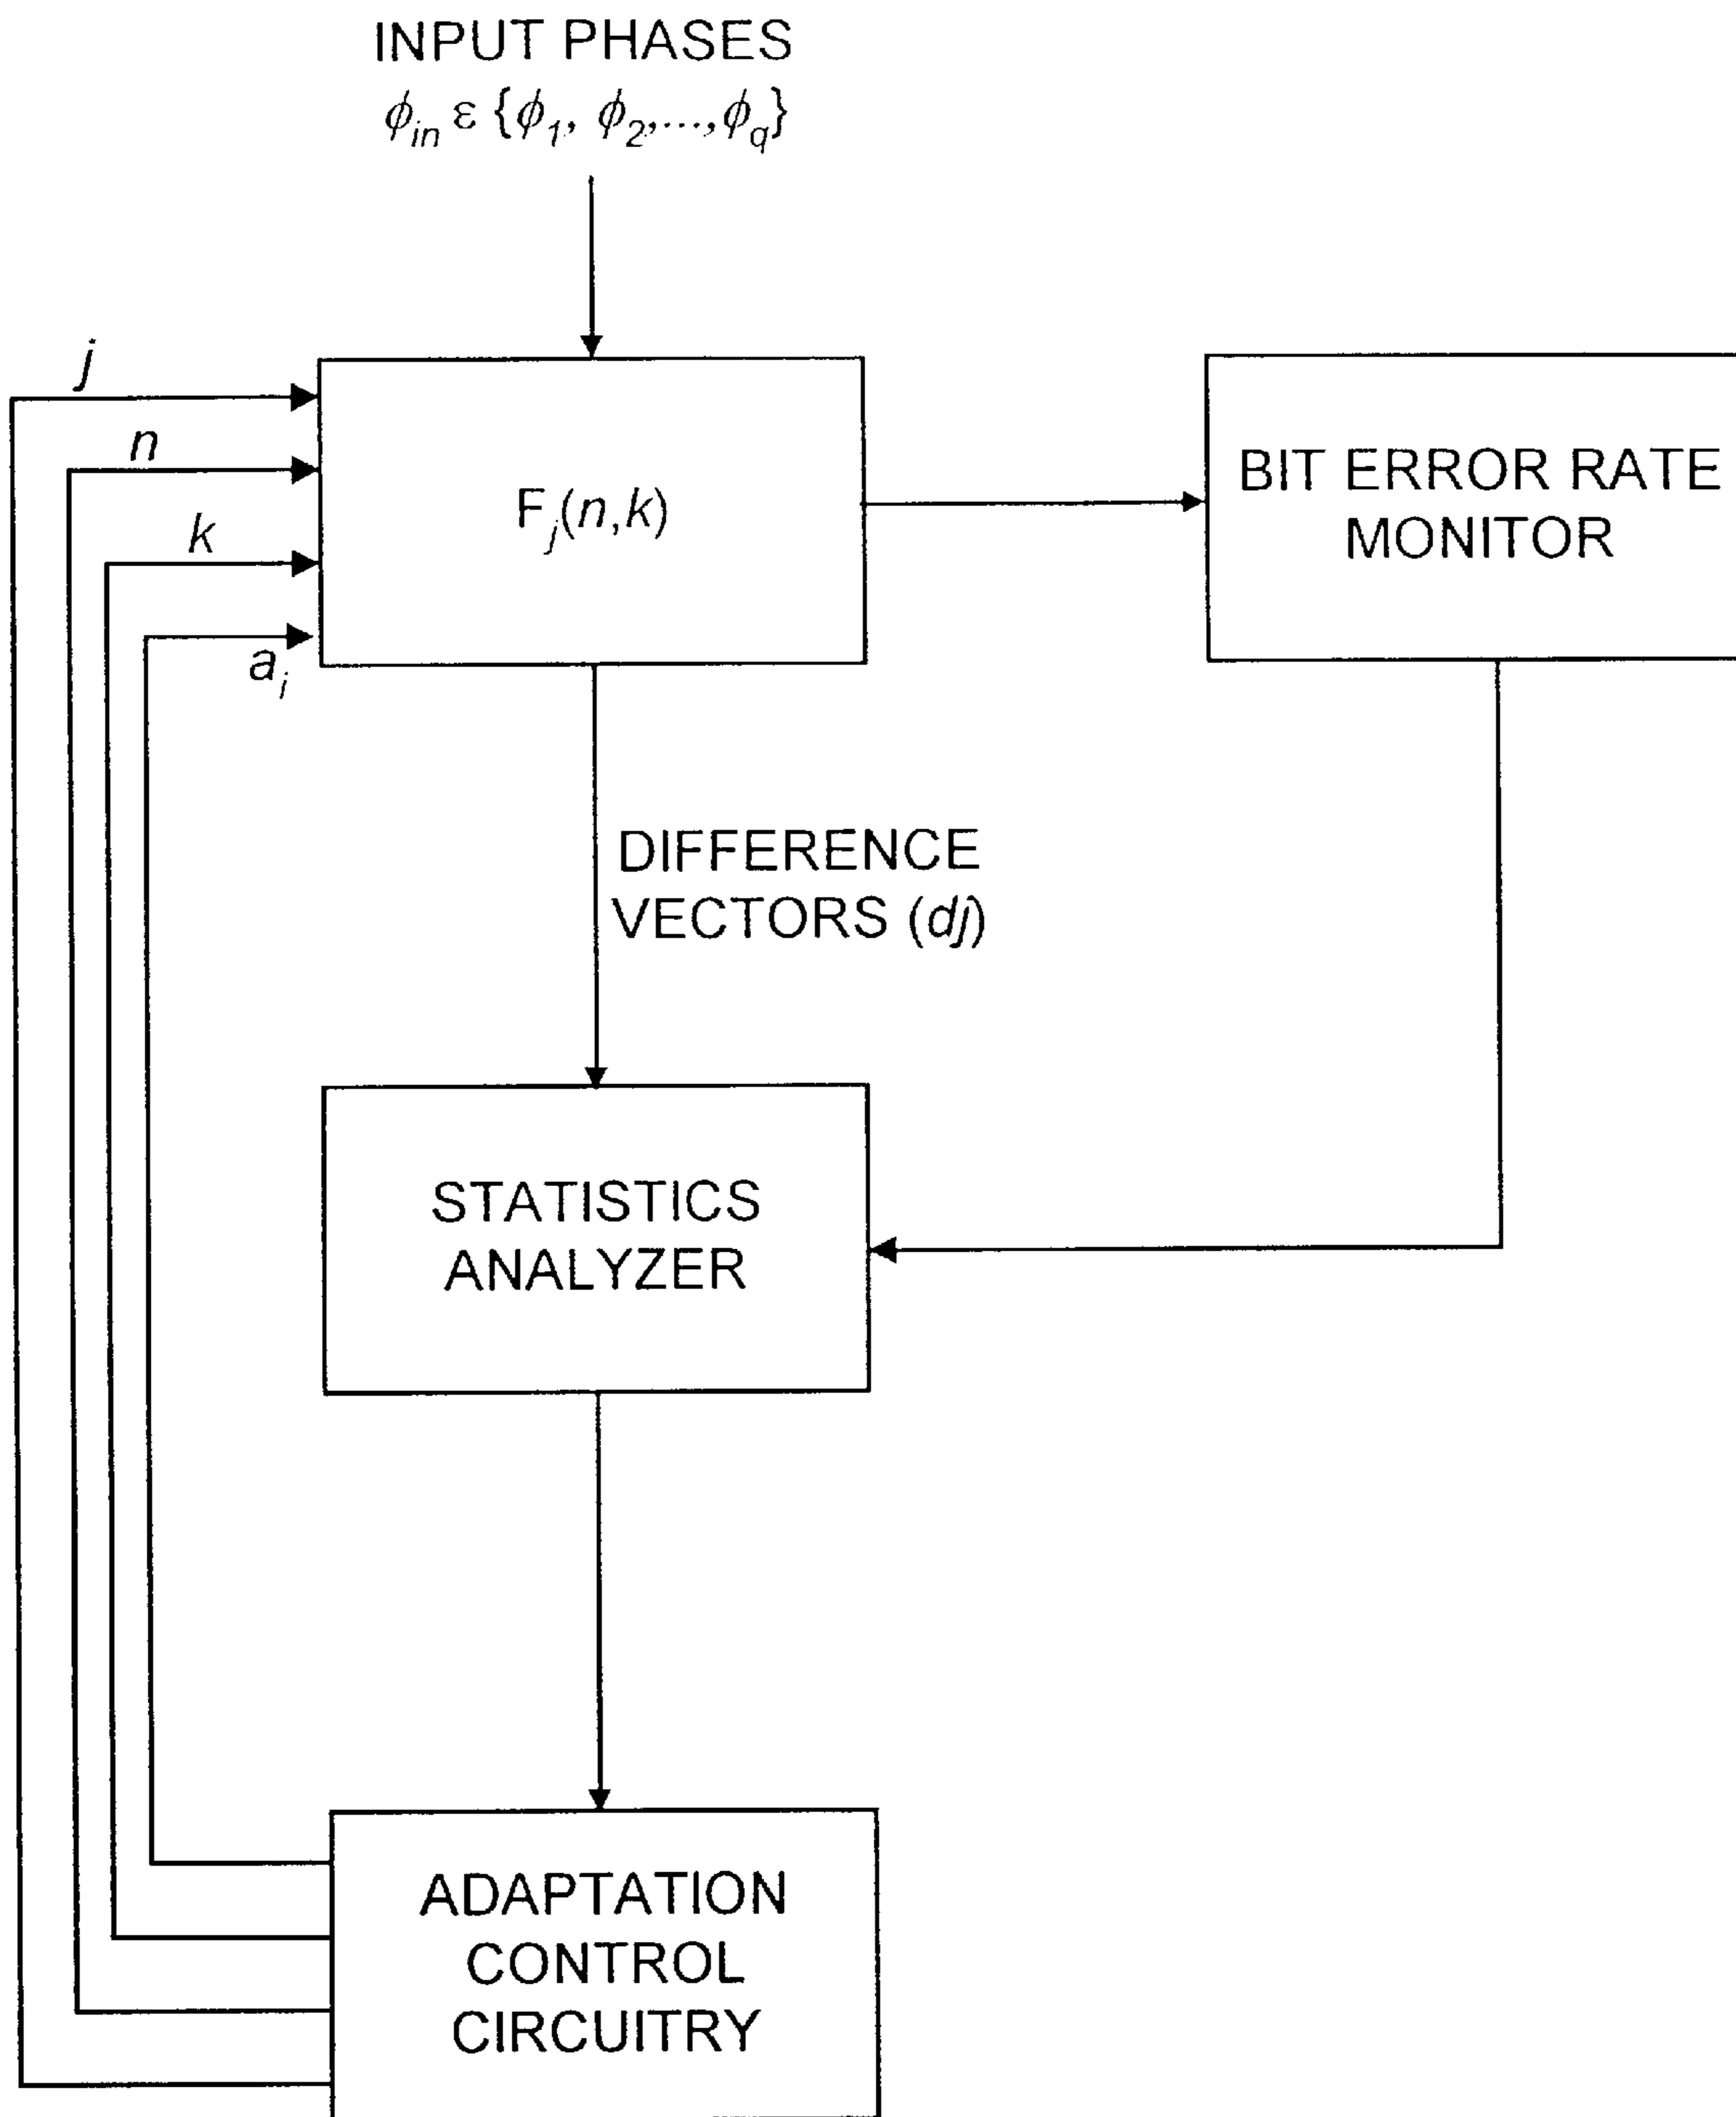 INPUT PHASES
ϕin ε {ϕ1, ϕ2,...,ϕq}
j
n
k
ai
Fj(n,k)
BIT ERROR RATE
MONITOR
DIFFERENCE
VECTORS (dj)
STATISTICS
ANALYZER
ADAPTATION
CONTROL
CIRCUITRY